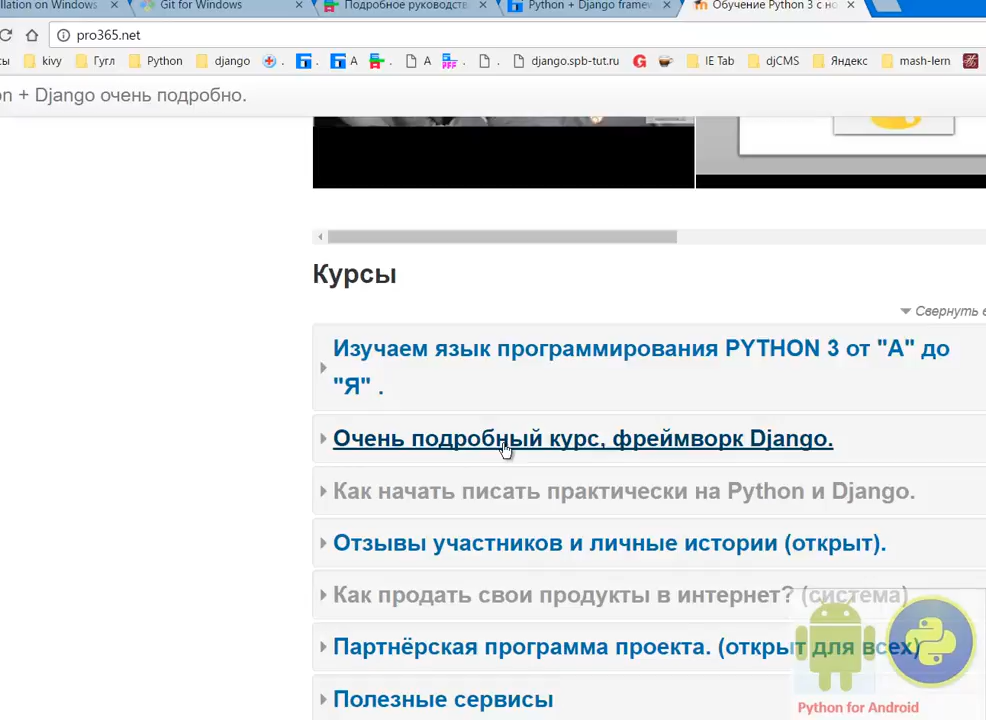 llation on Windows
Git for Windows
Подробное руководств
Python + Django framew
Обучение Python 3 с но
pro365.net
сы
kivy
Гугл
Python
django
A
A
django.spb-tut.ru
IE Tab
djCMS
Яндекс
mash-lern
n + Django очень подробно.
Курсы
Свернуть
Изучаем язык программирования PYTHON 3 от "А" до
"Я" .
Очень подробный курс, фреймворк Django.
Как начать писать практически на Python и Django.
Отзывы участников и личные истории (открыт).
Как продать свои продукты в интернет? (система)
Партнёрская программа проекта. (открыт для всех)
Полезные сервисы
Python for Android